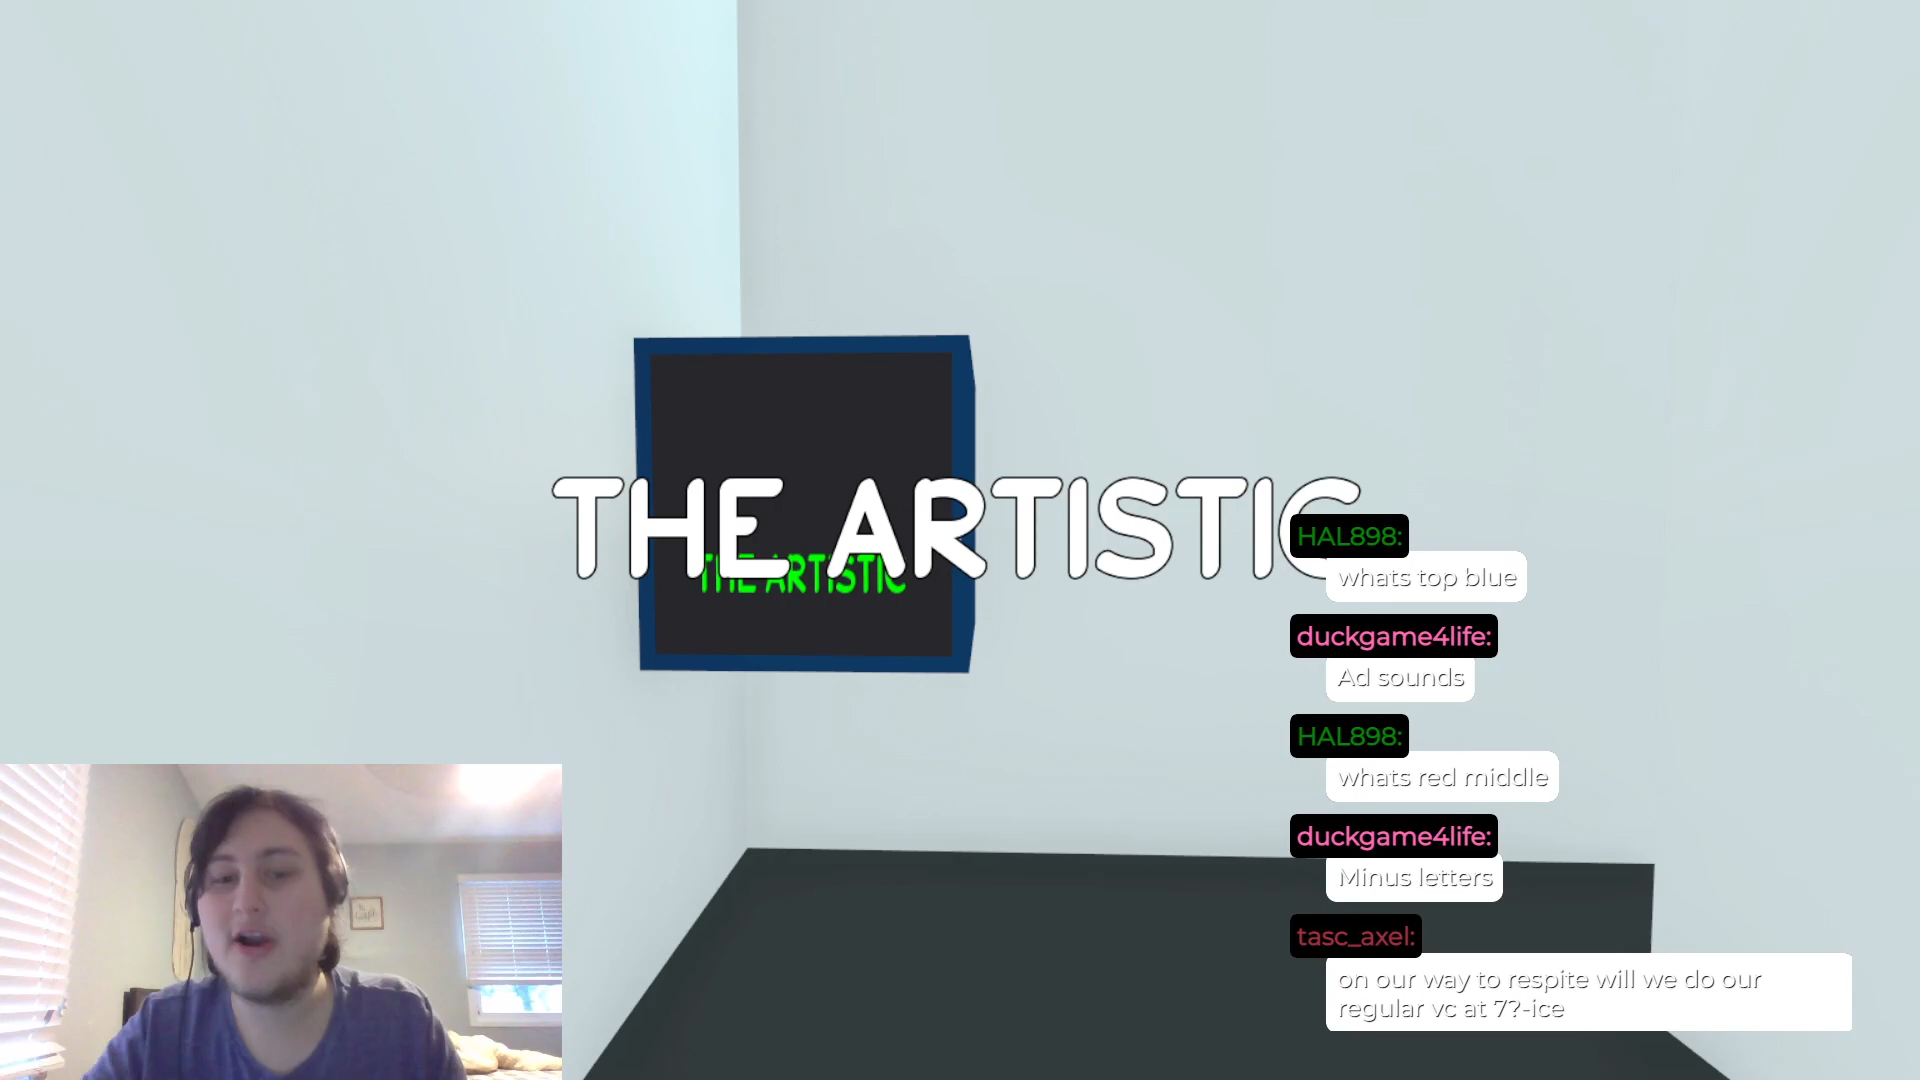 THE ARTISTIC
THE ARTISTIC
HAL898:
whats top blue
duckgame4life:
Ad sounds
HAL898:
whats red middle
duckgame4life:
Minus letters
tasc_axel:
on our way to respite will we do our
regular vc at 7?-ice